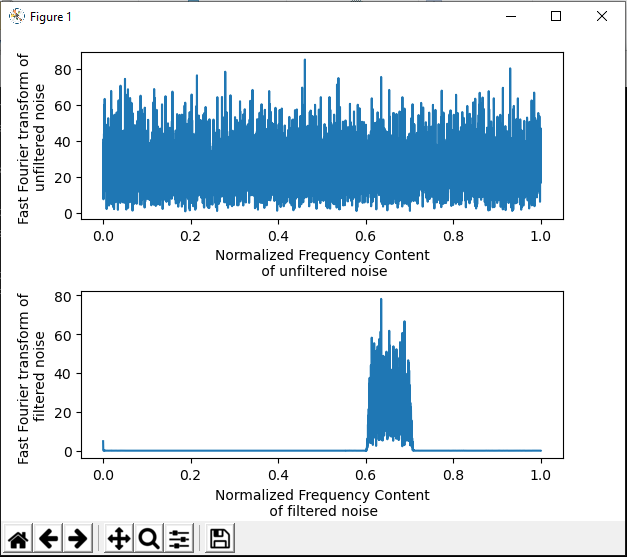 Figure 1
Fast Fourier transform of
unfiltered noise
80
60
40
20
0
0.0 0.2 0.4 0.6 0.8 1.0
Normalized Frequency Content
of unfiltered noise
Fast Fourier transform of
filtered noise
80
60
40
20
0
0.0 0.2 0.4 0.6 0.8 1.0
Normalized Frequency Content
of filtered noise